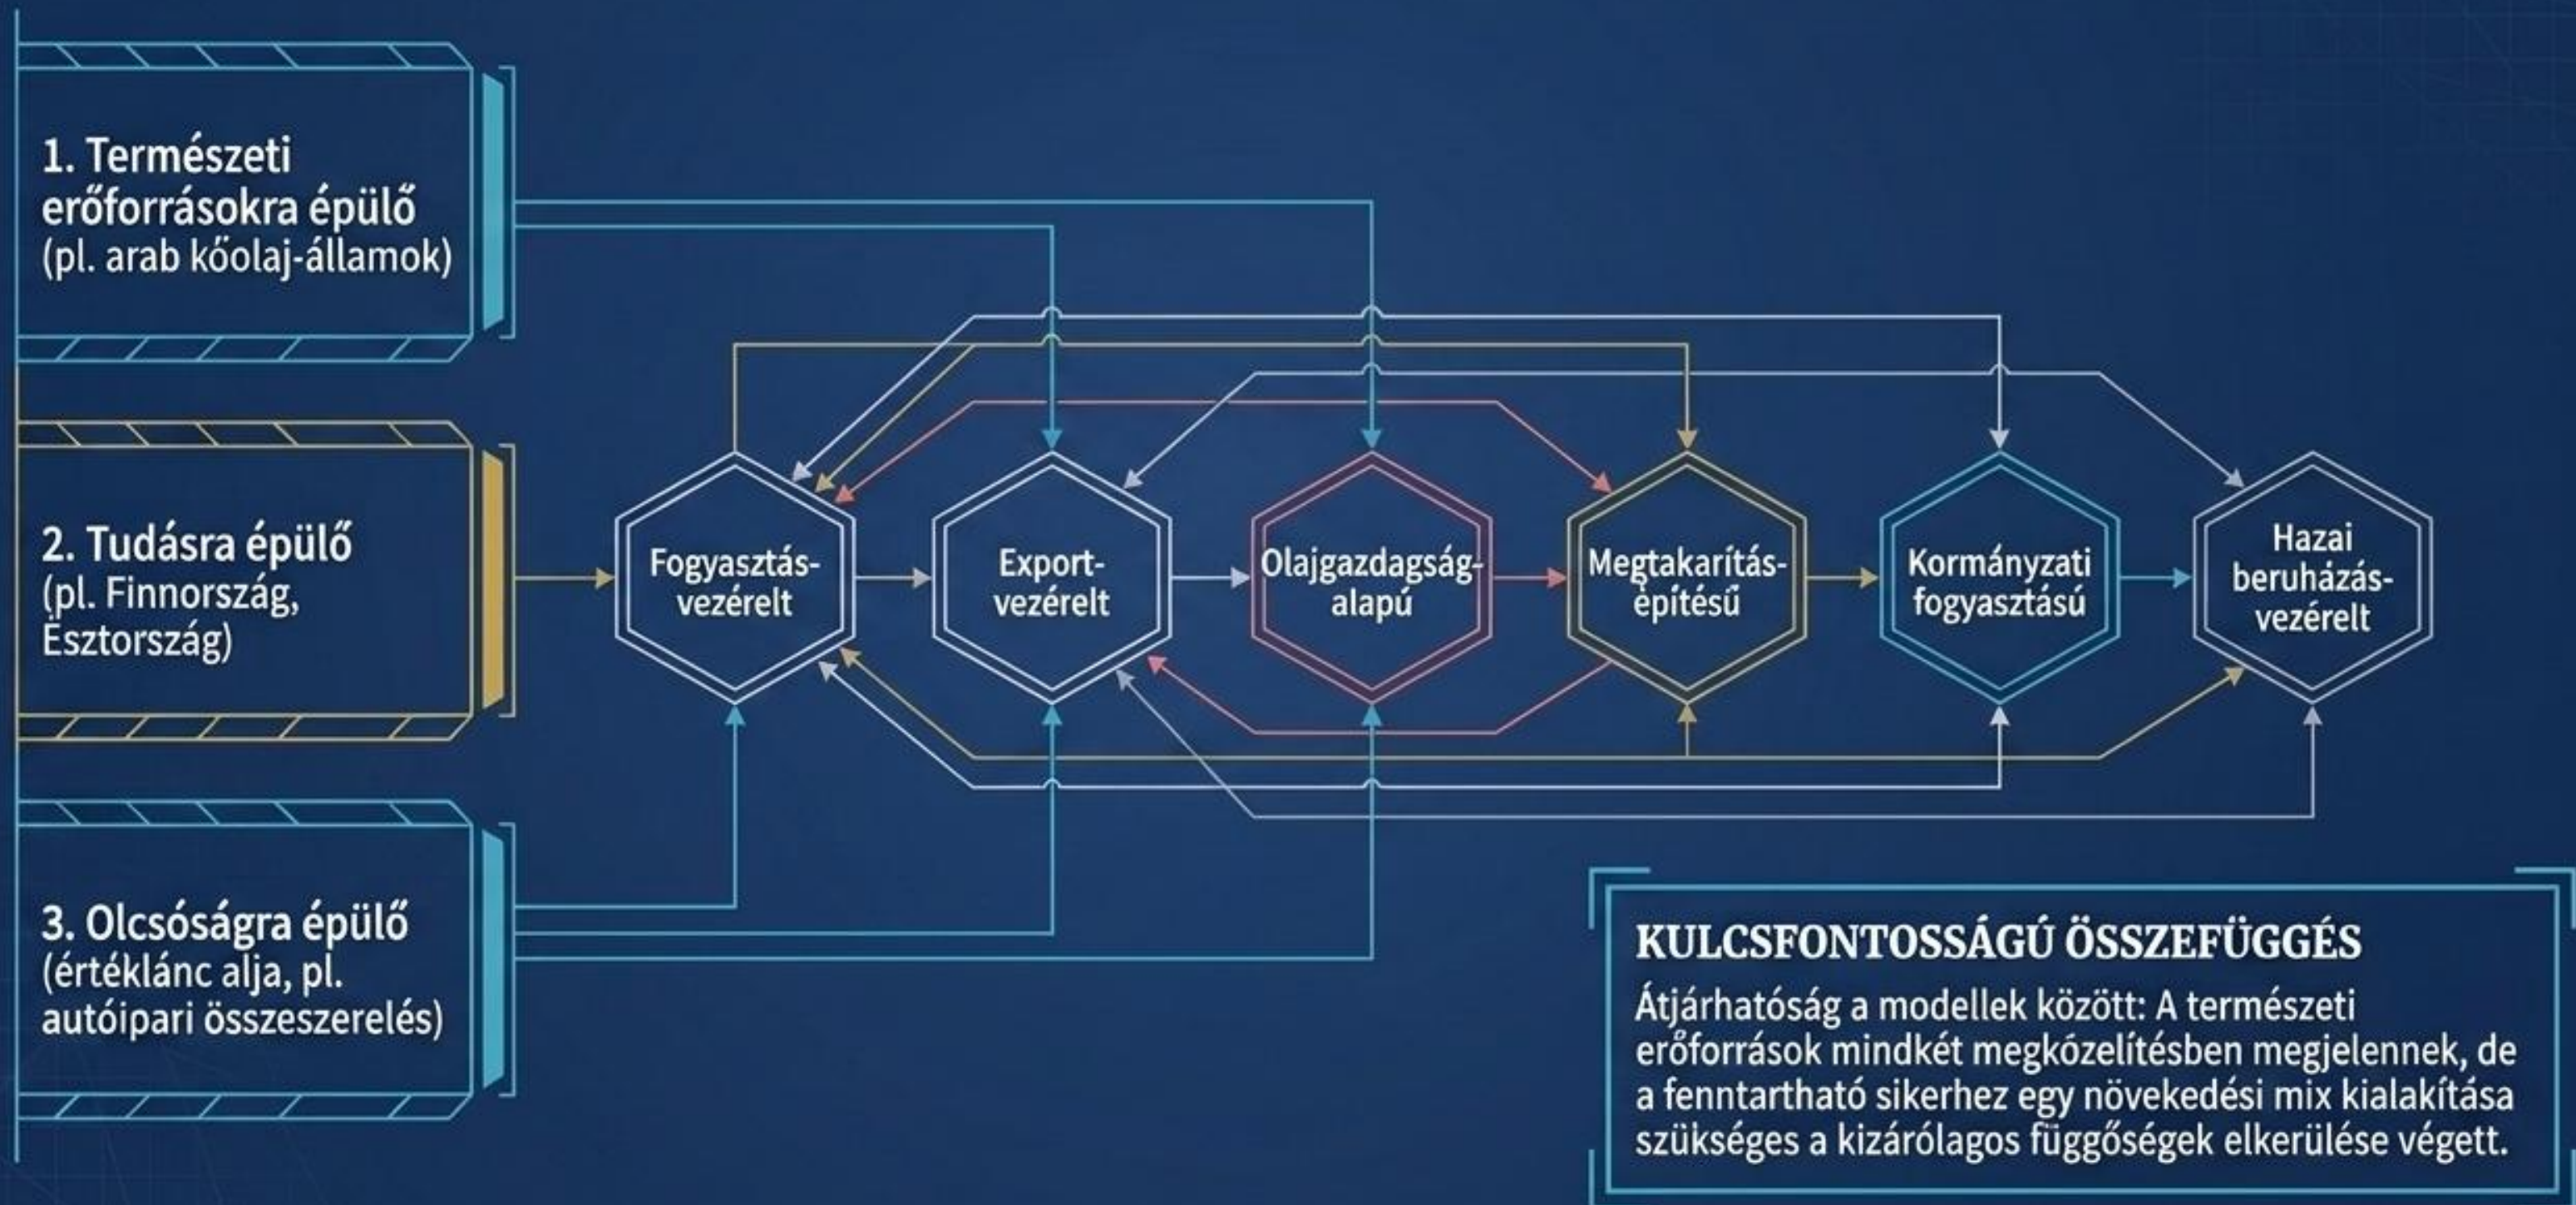 1. Természeti
erőforrásokra épülő
(pl. arab kőolaj-államok)
2. Tudásra épülő
(pl. Finnország,
Észtország)
3. Olcsóságra épülő
(értéklánc alja, pl.
autóipari összeszerelés)
Fogyasztás-
vezérelt
Export-
vezérelt
Olajgazdagság-
alapú
Megtakarítás-
építésű
Kormányzati
fogyasztású
Hazai
beruházás-
vezérelt
KULCSFONTOSSÁGÚ ÖSSZEFÜGGÉS
Átjárhatóság a modellek között: A természeti
erőforrások mindkét megközelítésben megjelennek, de
a fenntartható sikerhez egy növekedési mix kialakítása
szükséges a kizárólagos függőségek elkerülése végett.